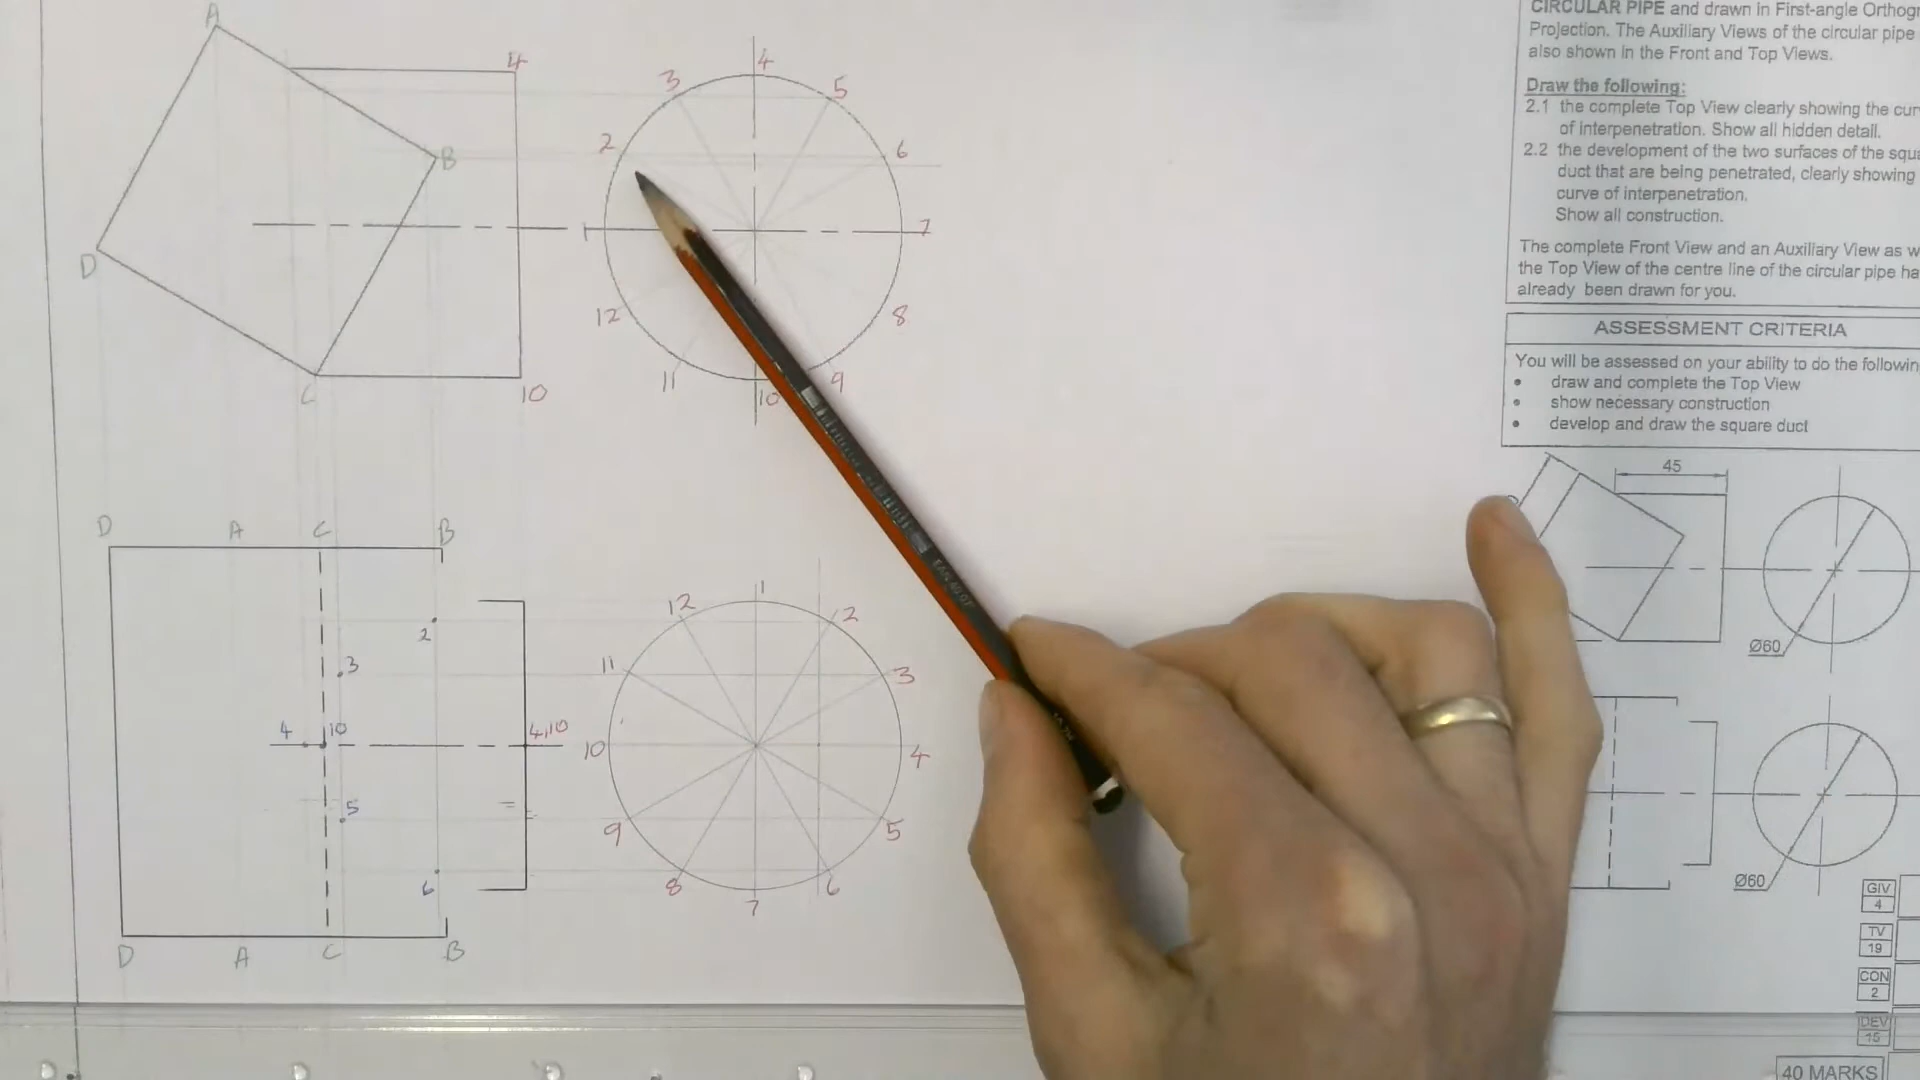 A
B
C
D
4
10
3
4
5
2
6
1
7
12
8
11
10
9
D A C B
2
3
4 10
4,10
5
6
D A C B
1
12 2
11 3
10 4
9 5
8 6
7
CIRCULAR PIPE and drawn in First-angle
Projection. The Auxiliary Views of the circular pipe
also shown in the Front and Top Views.
Draw the following:
2.1 the complete Top View clearly showing the
of interpenetration. Show all hidden detail.
2.2 the development of the two surfaces of the
duct that are being penetrated, clearly showing
curve of interpenetration.
Show all construction.
The complete Front View and an Auxiliary View as
the Top View of the centre line of the circular pipe
already been drawn for you.
ASSESSMENT CRITERIA
You will be assessed on your ability to do the
• draw and complete the Top View
• show necessary construction
• develop and draw the square duct
45
Ø60
Ø60
GIV
4
TV
19
CON
2
DEV
15
40 MARKS